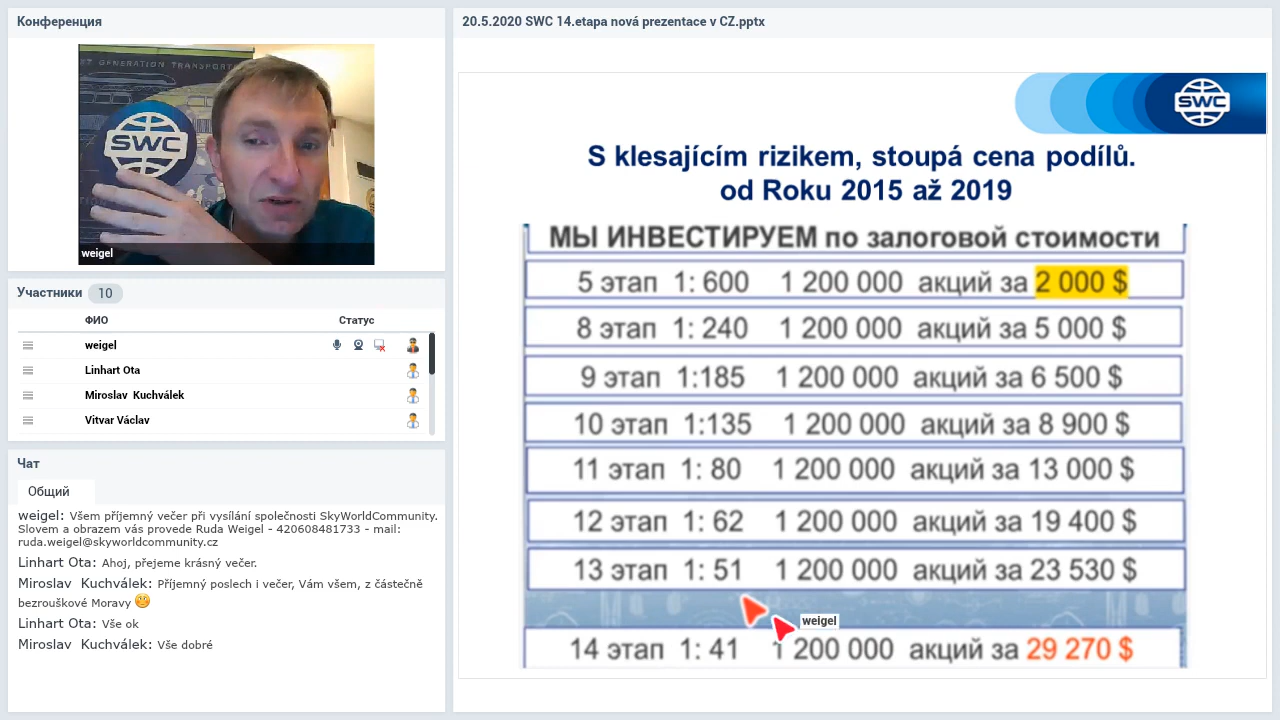 Конференция
NEXT GENERATION TRANSPORT
SWC
weigel
Участники 10
ФИО Статус
weigel
Linhart Ota
Miroslav Kuchválek
Vitvar Václav
Чат
Общий
weigel: Všem příjemný večer při vysílání společnosti SkyWorldCommunity.
Slovem a obrazem vás provede Ruda Weigel - 420608481733 - mail:
ruda.weigel@skyworldcommunity.cz
Linhart Ota: Ahoj, přejeme krásný večer.
Miroslav Kuchválek: Příjemný poslech i večer, Vám všem, z částečně
bezrouškové Moravy
Linhart Ota: Vše ok
Miroslav Kuchválek: Vše dobré
20.5.2020 SWC 14.etapa nová prezentace v CZ.pptx
SWC
S klesajícím rizikem, stoupá cena podílů.
od Roku 2015 až 2019
МЫ ИНВЕСТИРУЕМ по залоговой стоимости
5 этап 1: 600 1 200 000 акций за 2 000 $
8 этап 1: 240 1 200 000 акций за 5 000 $
9 этап 1:185 1 200 000 акций за 6 500 $
10 этап 1:135 1 200 000 акций за 8 900 $
11 этап 1: 80 1 200 000 акций за 13 000 $
12 этап 1: 62 1 200 000 акций за 19 400 $
13 этап 1: 51 1 200 000 акций за 23 530 $
weigel
14 этап 1: 41 1 200 000 акций за 29 270 $